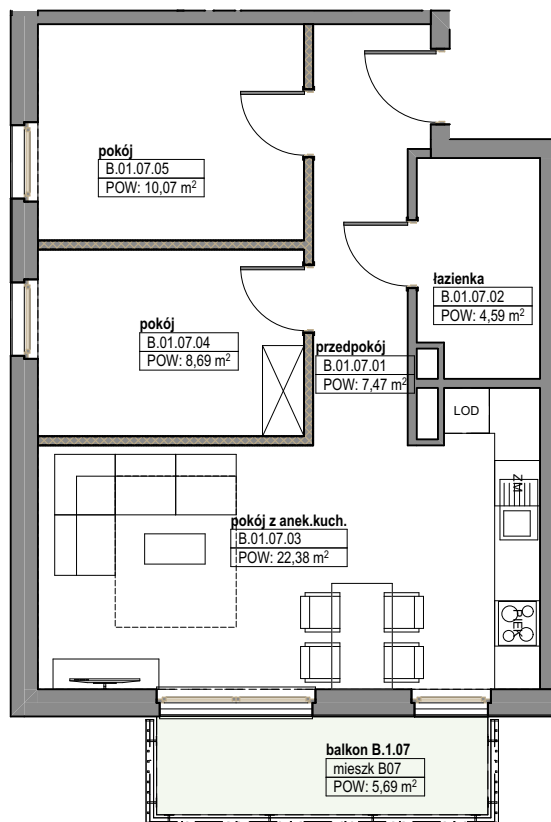 pokój
B.01.07.05
POW: 10,07 m²
łazienka
B.01.07.02
POW: 4,59 m²
pokój
B.01.07.04
POW: 8,69 m²
przedpokój
B.01.07.01
POW: 7,47 m²
LOD
ZM
pokój z anek.kuch.
B.01.07.03
POW: 22,38 m²
PIEK
balkon B.1.07
mieszk B07
POW: 5,69 m²